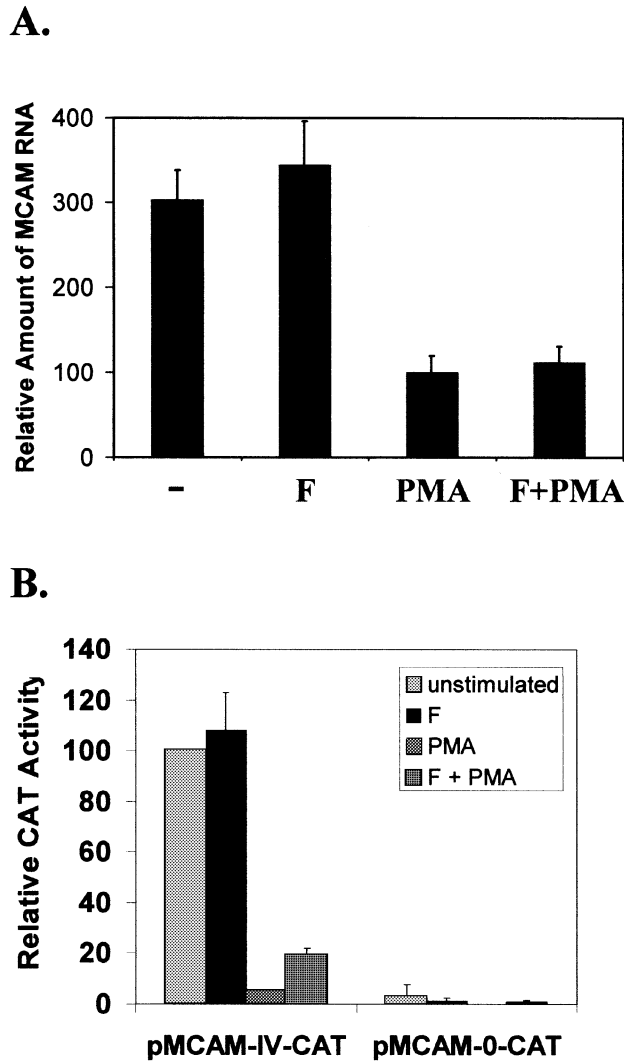 A.
Relative Amount of MCAM RNA
400
300
200
100
0
- F PMA F+PMA
B.
Relative CAT Activity
140
120
100
80
60
40
20
0
unstimulated
F
PMA
F + PMA
pMCAM-IV-CAT pMCAM-0-CAT